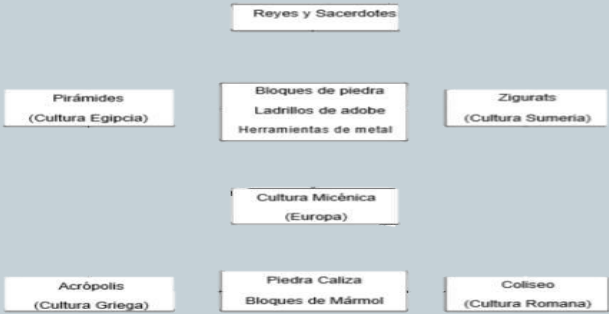 Reyes y Sacerdotes
Pirámides
(Cultura Egipcia)
Bloques de piedra
Ladrillos de adobe
Herramientas de metal
Zigurats
(Cultura Sumeria)
Cultura Micénica
(Europa)
Acrópolis
(Cultura Griega)
Piedra Caliza
Bloques de Mármol
Coliseo
(Cultura Romana)